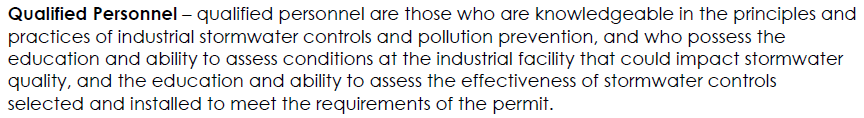 Qualified Personnel – qualified personnel are those who are knowledgeable in the principles and
practices of industrial stormwater controls and pollution prevention, and who possess the
education and ability to assess conditions at the industrial facility that could impact stormwater
quality, and the education and ability to assess the effectiveness of stormwater controls
selected and installed to meet the requirements of the permit.